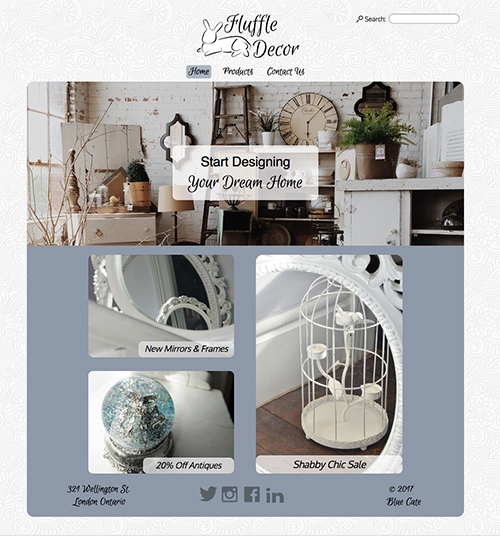 Fluffle
Decor
Search:
Home Products Contact Us
Start Designing
Your Dream Home
New Mirrors & Frames
20% Off Antiques
Shabby Chic Sale
321 Wellington St.
London Ontario
© 2017
Blue Cate